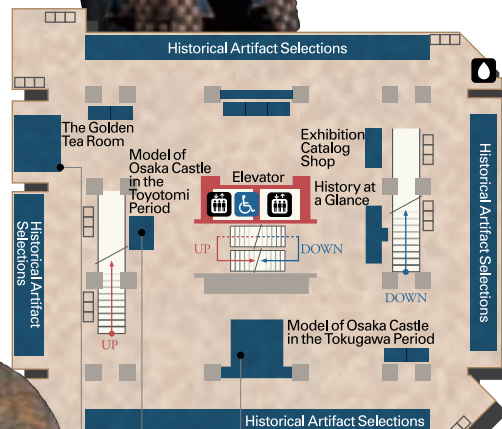 Historical Artifact Selections
The Golden
Tea Room
Model of
Osaka Castle
in the
Toyotomi
Period
Elevator
Exhibition
Catalog
Shop
History at
a Glance
Historical Artifact
Selections
Historical Artifact Selections
UP
DOWN
UP
DOWN
Model of Osaka Castle
in the Tokugawa Period
Historical Artifact Selections